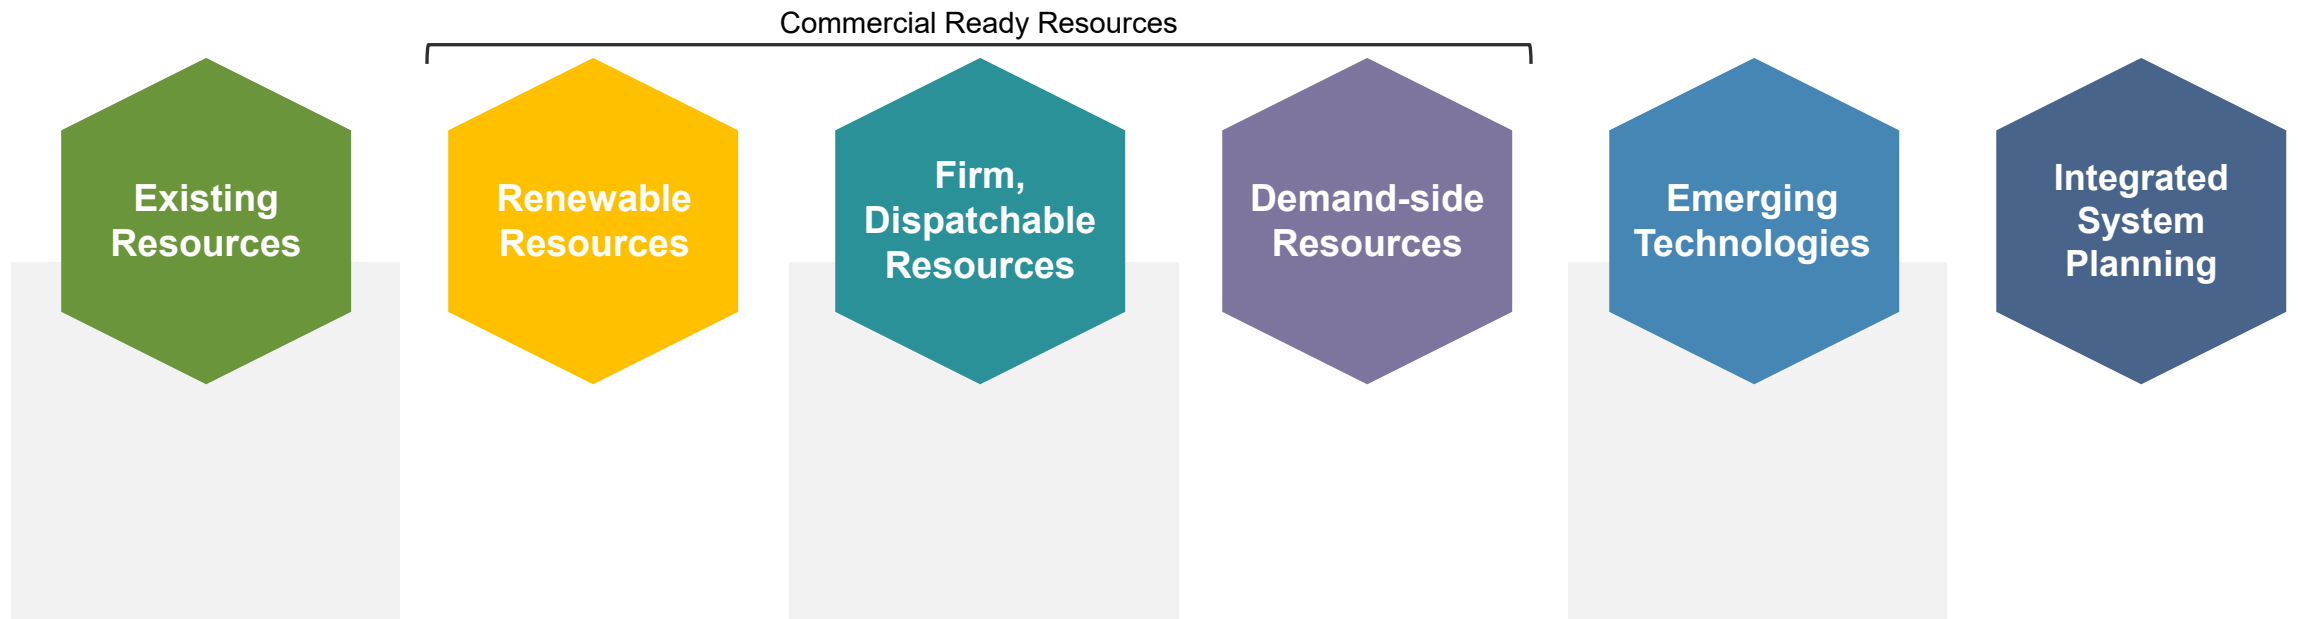 Commercial Ready Resources
Existing
Resources
Renewable
Resources
Firm,
Dispatchable
Resources
Demand-side
Resources
Emerging
Technologies
Integrated
System
Planning